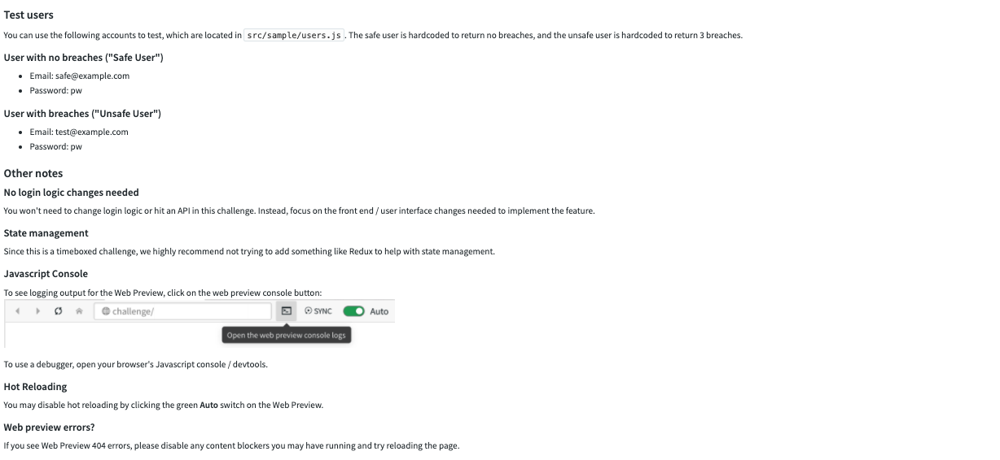 Test users
You can use the following accounts to test, which are located in src/sample/users.js. The safe user is hardcoded to return no breaches, and the unsafe user is hardcoded to return 3 breaches.
User with no breaches ("Safe User")
• Email: safe@example.com
• Password: pw
User with breaches ("Unsafe User")
• Email: test@example.com
• Password: pw
Other notes
No login logic changes needed
You won't need to change login logic or hit an API in this challenge. Instead, focus on the front end / user interface changes needed to implement the feature.
State management
Since this is a timeboxed challenge, we highly recommend not trying to add something like Redux to help with state management.
Javascript Console
To see logging output for the Web Preview, click on the web preview console button:
challenge/ SYNC Auto
Open the web preview console logs
To use a debugger, open your browser's Javascript console / devtools.
Hot Reloading
You may disable hot reloading by clicking the green Auto switch on the Web Preview.
Web preview errors?
If you see Web Preview 404 errors, please disable any content blockers you may have running and try reloading the page.